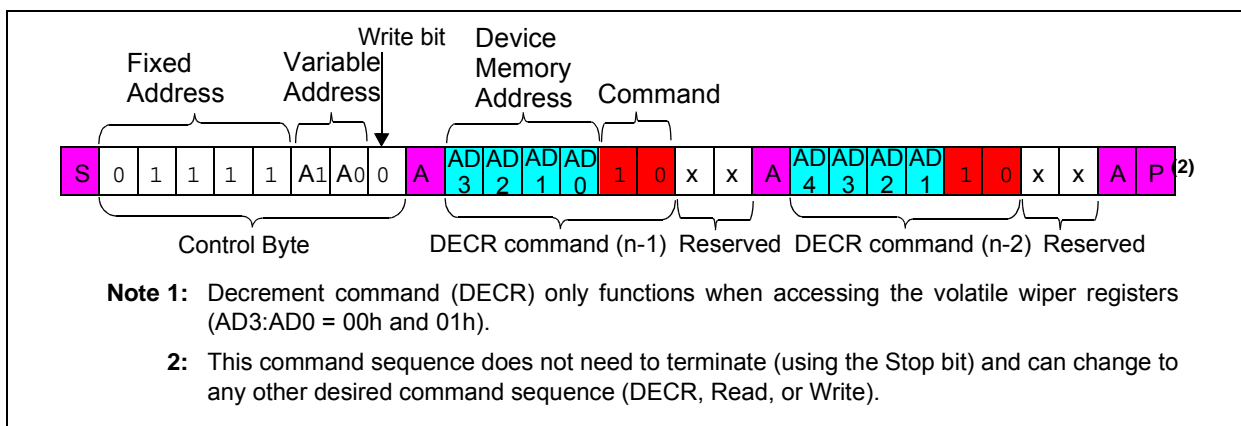 Write bit
Fixed
Address
Variable
Address
Device
Memory
Address
Command
S 0 1 1 1 1 1 A1 A0 0 A AD3 AD2 AD1 AD0 1 0 x x A AD4 AD3 AD2 AD1 1 0 x x A P (2)
Control Byte DECR command (n-1) Reserved DECR command (n-2) Reserved
Note 1: Decrement command (DECR) only functions when accessing the volatile wiper registers
(AD3:AD0 = 00h and 01h).
2: This command sequence does not need to terminate (using the Stop bit) and can change to
any other desired command sequence (DECR, Read, or Write).